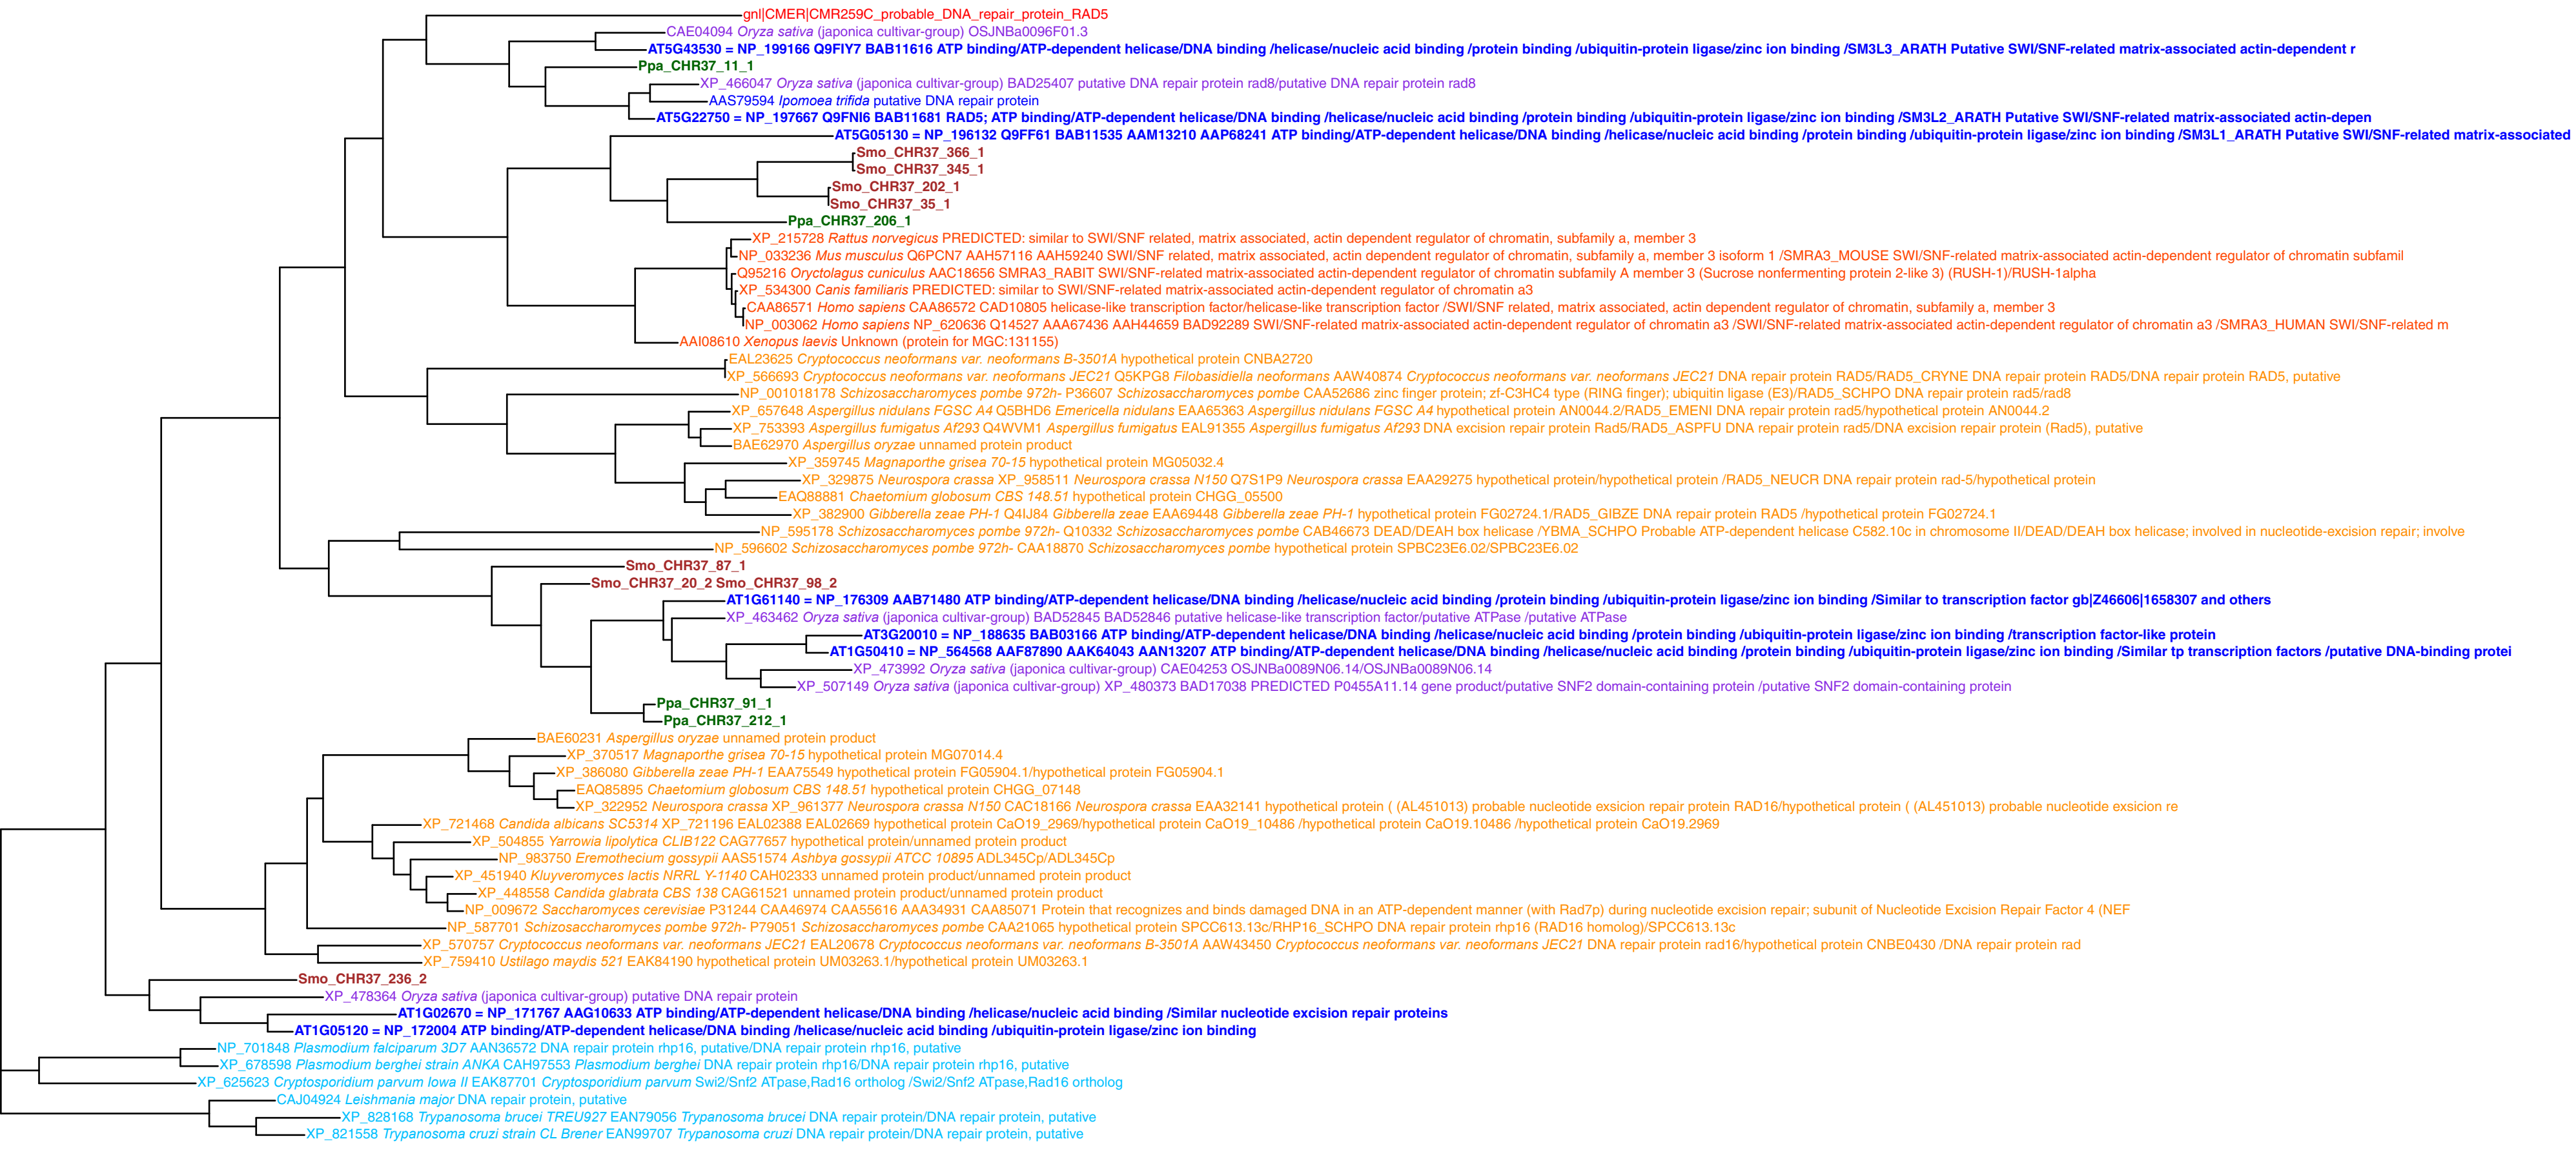 gnl|CMER|CMR259C_probable_DNA_repair_protein_RAD5
CAE04094 Oryza sativa (japonica cultivar-group) OSJNBa0096F01.3
AT5G43530 = NP_199166 Q9FIY7 BAB11616 ATP binding/ATP-dependent helicase/DNA binding /helicase/nucleic acid binding /protein binding /ubiquitin-protein ligase/zinc ion binding /SM3L3_ARATH Putative SWI/SNF-related matrix-associated actin-dependent r
Ppa_CHR37_11_1
XP_466047 Oryza sativa (japonica cultivar-group) BAD25407 putative DNA repair protein rad8/putative DNA repair protein rad8
AAS79594 Ipomoea trifida putative DNA repair protein
AT5G22750 = NP_197667 Q9FNI6 BAB11681 RAD5; ATP binding/ATP-dependent helicase/DNA binding /helicase/nucleic acid binding /protein binding /ubiquitin-protein ligase/zinc ion binding /SM3L2_ARATH Putative SWI/SNF-related matrix-associated actin-depen
AT5G05130 = NP_196132 Q9FF61 BAB11535 AAM13210 AAP68241 ATP binding/ATP-dependent helicase/DNA binding /helicase/nucleic acid binding /protein binding /ubiquitin-protein ligase/zinc ion binding /SM3L1_ARATH Putative SWI/SNF-related matrix-associated
Smo_CHR37_366_1
Smo_CHR37_345_1
Smo_CHR37_202_1
Smo_CHR37_35_1
Ppa_CHR37_206_1
XP_215728 Rattus norvegicus PREDICTED: similar to SWI/SNF related, matrix associated, actin dependent regulator of chromatin, subfamily a, member 3
NP_033236 Mus musculus Q6PCN7 AAH57116 AAH59240 SWI/SNF related, matrix associated, actin dependent regulator of chromatin, subfamily a, member 3 isoform 1 /SMRA3_MOUSE SWI/SNF-related matrix-associated actin-dependent regulator of chromatin subfamil
Q95216 Oryctolagus cuniculus AAC18656 SMRA3_RABIT SWI/SNF-related matrix-associated actin-dependent regulator of chromatin subfamily A member 3 (Sucrose nonfermenting protein 2-like 3) (RUSH-1)/RUSH-1alpha
XP_534300 Canis familiaris PREDICTED: similar to SWI/SNF-related matrix-associated actin-dependent regulator of chromatin a3
CAA86571 Homo sapiens CAA86572 CAD10805 helicase-like transcription factor/helicase-like transcription factor /SWI/SNF related, matrix associated, actin dependent regulator of chromatin, subfamily a, member 3
NP_003062 Homo sapiens NP_620636 Q14527 AAA67436 AAH44659 BAD92289 SWI/SNF-related matrix-associated actin-dependent regulator of chromatin a3 /SWI/SNF-related matrix-associated actin-dependent regulator of chromatin a3 /SMRA3_HUMAN SWI/SNF-related m
AAI08610 Xenopus laevis Unknown (protein for MGC:131155)
EAL23625 Cryptococcus neoformans var. neoformans B-3501A hypothetical protein CNBA2720
XP_566693 Cryptococcus neoformans var. neoformans JEC21 Q5KPG8 Filobasidiella neoformans AAW40874 Cryptococcus neoformans var. neoformans JEC21 DNA repair protein RAD5/RAD5_CRYNE DNA repair protein RAD5/DNA repair protein RAD5, putative
NP_001018178 Schizosaccharomyces pombe 972h- P36607 Schizosaccharomyces pombe CAA52686 zinc finger protein; zf-C3HC4 type (RING finger); ubiquitin ligase (E3)/RAD5_SCHPO DNA repair protein rad5/rad8
XP_657648 Aspergillus nidulans FGSC A4 Q5BHD6 Emericella nidulans EAA65363 Aspergillus nidulans FGSC A4 hypothetical protein AN0044.2/RAD5_EMENI DNA repair protein rad5/hypothetical protein AN0044.2
XP_753393 Aspergillus fumigatus Af293 Q4WVM1 Aspergillus fumigatus EAL91355 Aspergillus fumigatus Af293 DNA excision repair protein Rad5/RAD5_ASPFU DNA repair protein rad5/DNA excision repair protein (Rad5), putative
BAE62970 Aspergillus oryzae unnamed protein product
XP_359745 Magnaporthe grisea 70-15 hypothetical protein MG05032.4
XP_329875 Neurospora crassa XP_958511 Neurospora crassa N150 Q7S1P9 Neurospora crassa EAA29275 hypothetical protein/hypothetical protein /RAD5_NEUCR DNA repair protein rad-5/hypothetical protein
EAQ88881 Chaetomium globosum CBS 148.51 hypothetical protein CHGG_05500
XP_382900 Gibberella zeae PH-1 Q4IJ84 Gibberella zeae EAA69448 Gibberella zeae PH-1 hypothetical protein FG02724.1/RAD5_GIBZE DNA repair protein RAD5 /hypothetical protein FG02724.1
NP_595178 Schizosaccharomyces pombe 972h- Q10332 Schizosaccharomyces pombe CAB46673 DEAD/DEAH box helicase /YBMA_SCHPO Probable ATP-dependent helicase C582.10c in chromosome II/DEAD/DEAH box helicase; involved in nucleotide-excision repair; involve
NP_596602 Schizosaccharomyces pombe 972h- CAA18870 Schizosaccharomyces pombe hypothetical protein SPBC23E6.02/SPBC23E6.02
Smo_CHR37_87_1
Smo_CHR37_20_2 Smo_CHR37_98_2
AT1G61140 = NP_176309 AAB71480 ATP binding/ATP-dependent helicase/DNA binding /helicase/nucleic acid binding /protein binding /ubiquitin-protein ligase/zinc ion binding /Similar to transcription factor gb|Z46606|1658307 and others
XP_463462 Oryza sativa (japonica cultivar-group) BAD52845 BAD52846 putative helicase-like transcription factor/putative ATPase /putative ATPase
AT3G20010 = NP_188635 BAB03166 ATP binding/ATP-dependent helicase/DNA binding /helicase/nucleic acid binding /protein binding /ubiquitin-protein ligase/zinc ion binding /transcription factor-like protein
AT1G50410 = NP_564568 AAF87890 AAK64043 AAN13207 ATP binding/ATP-dependent helicase/DNA binding /helicase/nucleic acid binding /protein binding /ubiquitin-protein ligase/zinc ion binding /Similar tp transcription factors /putative DNA-binding protei
XP_473992 Oryza sativa (japonica cultivar-group) CAE04253 OSJNBa0089N06.14/OSJNBa0089N06.14
XP_507149 Oryza sativa (japonica cultivar-group) XP_480373 BAD17038 PREDICTED P0455A11.14 gene product/putative SNF2 domain-containing protein /putative SNF2 domain-containing protein
Ppa_CHR37_91_1
Ppa_CHR37_212_1
BAE60231 Aspergillus oryzae unnamed protein product
XP_370517 Magnaporthe grisea 70-15 hypothetical protein MG07014.4
XP_386080 Gibberella zeae PH-1 EAA75549 hypothetical protein FG05904.1/hypothetical protein FG05904.1
EAQ85895 Chaetomium globosum CBS 148.51 hypothetical protein CHGG_07148
XP_322952 Neurospora crassa XP_961377 Neurospora crassa N150 CAC18166 Neurospora crassa EAA32141 hypothetical protein ( (AL451013) probable nucleotide exsicion repair protein RAD16/hypothetical protein ( (AL451013) probable nucleotide exsicion re
XP_721468 Candida albicans SC5314 XP_721196 EAL02388 EAL02669 hypothetical protein CaO19_2969/hypothetical protein CaO19_10486 /hypothetical protein CaO19.10486 /hypothetical protein CaO19.2969
XP_504855 Yarrowia lipolytica CLIB122 CAG77657 hypothetical protein/unnamed protein product
NP_983750 Eremothecium gossypii AAS51574 Ashbya gossypii ATCC 10895 ADL345Cp/ADL345Cp
XP_451940 Kluyveromyces lactis NRRL Y-1140 CAH02333 unnamed protein product/unnamed protein product
XP_448558 Candida glabrata CBS 138 CAG61521 unnamed protein product/unnamed protein product
NP_009672 Saccharomyces cerevisiae P31244 CAA46974 CAA55616 AAA34931 CAA85071 Protein that recognizes and binds damaged DNA in an ATP-dependent manner (with Rad7p) during nucleotide excision repair; subunit of Nucleotide Excision Repair Factor 4 (NEF
NP_587701 Schizosaccharomyces pombe 972h- P79051 Schizosaccharomyces pombe CAA21065 hypothetical protein SPCC613.13c/RHP16_SCHPO DNA repair protein rhp16 (RAD16 homolog)/SPCC613.13c
XP_570757 Cryptococcus neoformans var. neoformans JEC21 EAL20678 Cryptococcus neoformans var. neoformans B-3501A AAW43450 Cryptococcus neoformans var. neoformans JEC21 DNA repair protein rad16/hypothetical protein CNBE0430 /DNA repair protein rad
XP_759410 Ustilago maydis 521 EAK84190 hypothetical protein UM03263.1/hypothetical protein UM03263.1
Smo_CHR37_236_2
XP_478364 Oryza sativa (japonica cultivar-group) putative DNA repair protein
AT1G02670 = NP_171767 AAG10633 ATP binding/ATP-dependent helicase/DNA binding /helicase/nucleic acid binding /Similar nucleotide excision repair proteins
AT1G05120 = NP_172004 ATP binding/ATP-dependent helicase/DNA binding /helicase/nucleic acid binding /ubiquitin-protein ligase/zinc ion binding
NP_701848 Plasmodium falciparum 3D7 AAN36572 DNA repair protein rhp16, putative/DNA repair protein rhp16, putative
XP_678598 Plasmodium berghei strain ANKA CAH97553 Plasmodium berghei DNA repair protein rhp16/DNA repair protein rhp16, putative
XP_625623 Cryptosporidium parvum Iowa II EAK87701 Cryptosporidium parvum Swi2/Snf2 ATpase,Rad16 ortholog /Swi2/Snf2 ATpase,Rad16 ortholog
CAJ04924 Leishmania major DNA repair protein, putative
XP_828168 Trypanosoma brucei TREU927 EAN79056 Trypanosoma brucei DNA repair protein/DNA repair protein, putative
XP_821558 Trypanosoma cruzi strain CL Brener EAN99707 Trypanosoma cruzi DNA repair protein/DNA repair protein, putative